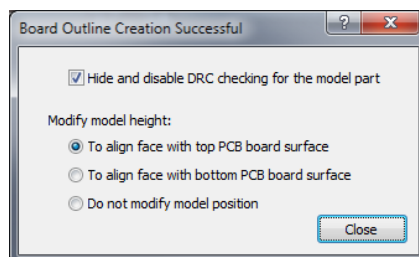 Board Outline Creation Successful
Hide and disable DRC checking for the model part
Modify model height:
To align face with top PCB board surface
To align face with bottom PCB board surface
Do not modify model position
Close